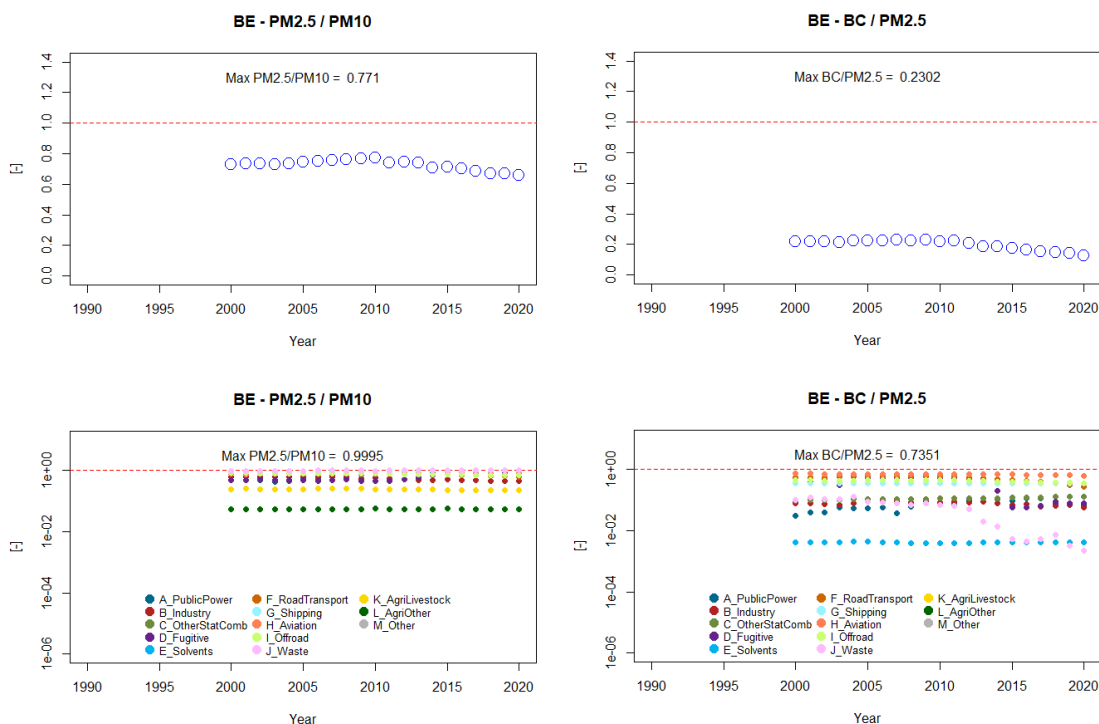 BE - PM2.5 / PM10
Max PM2.5/PM10 = 0.771
[-]
0.0 0.2 0.4 0.6 0.8 1.0 1.2 1.4
1990 1995 2000 2005 2010 2015 2020
Year
BE - BC / PM2.5
Max BC/PM2.5 = 0.2302
[-]
0.0 0.2 0.4 0.6 0.8 1.0 1.2 1.4
1990 1995 2000 2005 2010 2015 2020
Year
BE - PM2.5 / PM10
Max PM2.5/PM10 = 0.9995
[-]
1e-06 1e-04 1e-02 1e+00
A_PublicPower F_RoadTransport K_AgriLivestock
B_Industry G_Shipping L_AgriOther
C_OtherStatComb H_Aviation M_Other
D_Fugitive I_Offroad
E_Solvents J_Waste
1990 1995 2000 2005 2010 2015 2020
Year
BE - BC / PM2.5
Max BC/PM2.5 = 0.7351
[-]
1e-06 1e-04 1e-02 1e+00
A_PublicPower F_RoadTransport K_AgriLivestock
B_Industry G_Shipping L_AgriOther
C_OtherStatComb H_Aviation M_Other
D_Fugitive I_Offroad
E_Solvents J_Waste
1990 1995 2000 2005 2010 2015 2020
Year